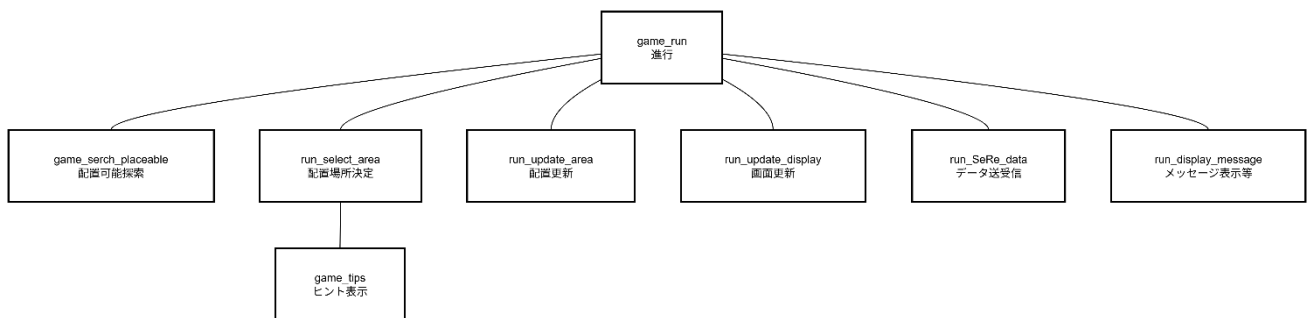 game_run
進行
game_serch_placeable
配置可能探索
run_select_area
配置場所決定
run_update_area
配置更新
run_update_display
画面更新
run_SeRe_data
データ送受信
run_display_message
メッセージ表示等
game_tips
ヒント表示